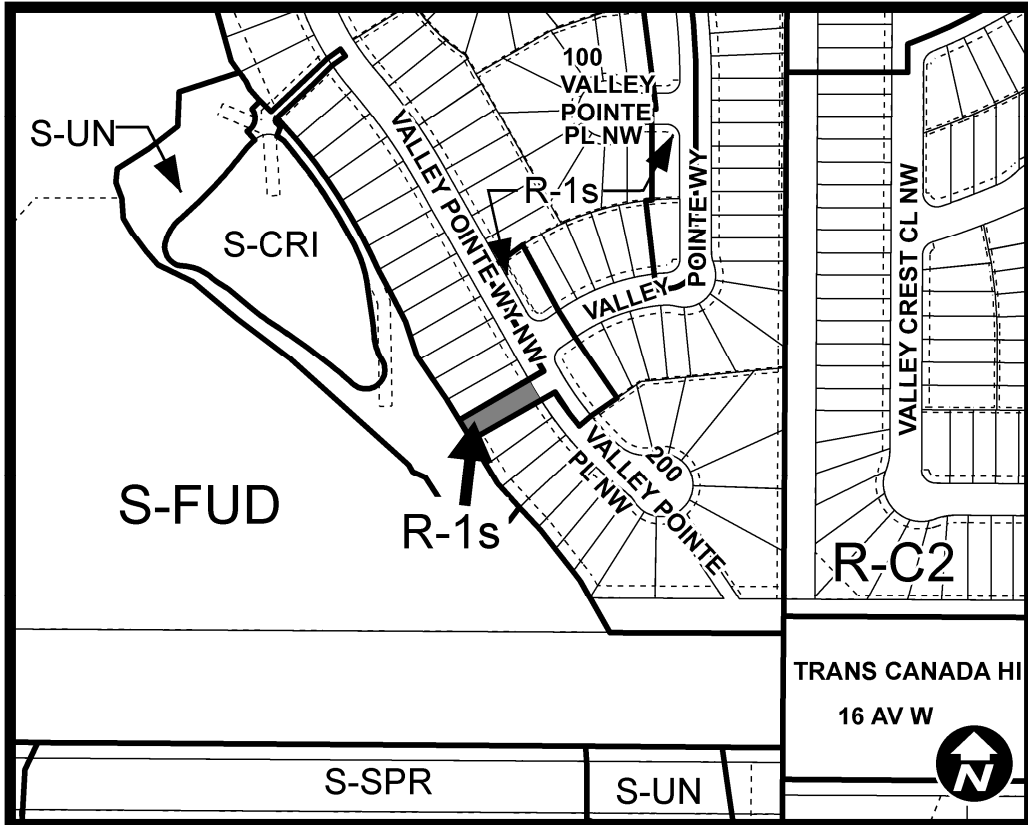 100
VALLEY
POINTE
PL NW
S-UN
VALLEY POINTE WY NW
R-1s
POINTE WY
VALLEY CREST CL NW
S-CRI
VALLEY
200
VALLEY POINTE
PL NW
S-FUD
R-1s
R-C2
TRANS CANADA HI
16 AV W
N
S-SPR
S-UN